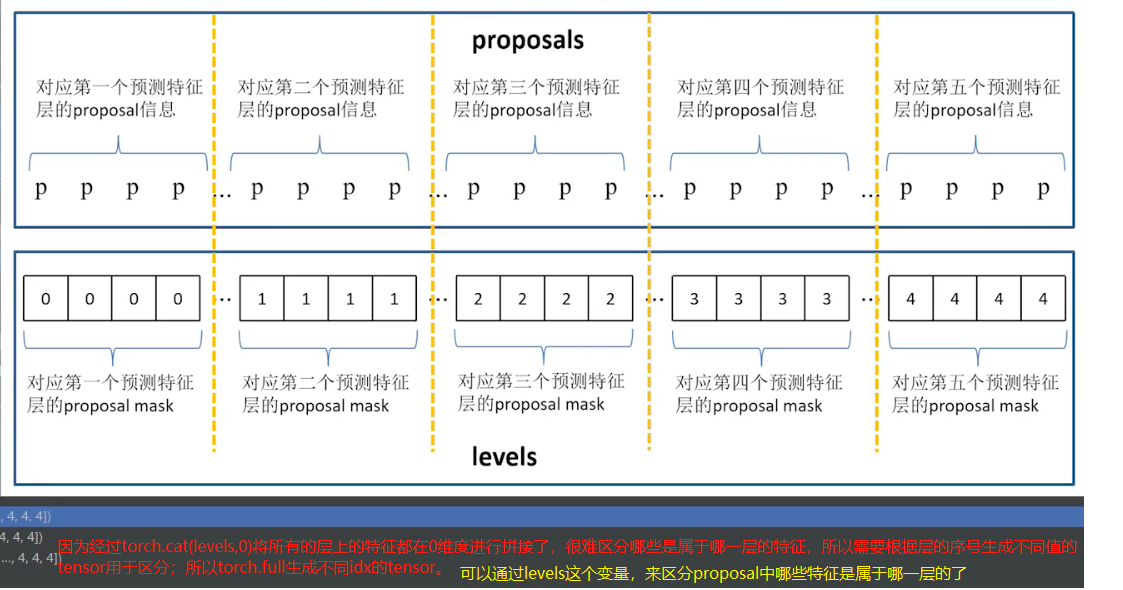 proposals
对应第一个预测特征 对应第二个预测特征 对应第三个预测特征 对应第四个预测特征 对应第五个预测特征
层的proposal信息 层的proposal信息 层的proposal信息 层的proposal信息 层的proposal信息
p p p p ... p p p p ... p p p p ... p p p p ... p p p p
0 0 0 0 ... 1 1 1 1 ... 2 2 2 2 ... 3 3 3 3 ... 4 4 4 4
对应第一个预测特征 对应第二个预测特征 对应第三个预测特征 对应第四个预测特征 对应第五个预测特征
层的proposal mask 层的proposal mask 层的proposal mask 层的proposal mask 层的proposal mask
levels
, 4, 4, 4])
4, 4, 4])
..., 4, 4, 4])
因为经过torch.cat(levels,0)将所有的层上的特征都在0维度进行拼接了，很难区分哪些是属于哪一层的特征，所以需要根据层的序号生成不同值的
tensor用于区分；所以torch.full生成不同idx的tensor。
可以通过levels这个变量，来区分proposal中哪些特征是属于哪一层的了